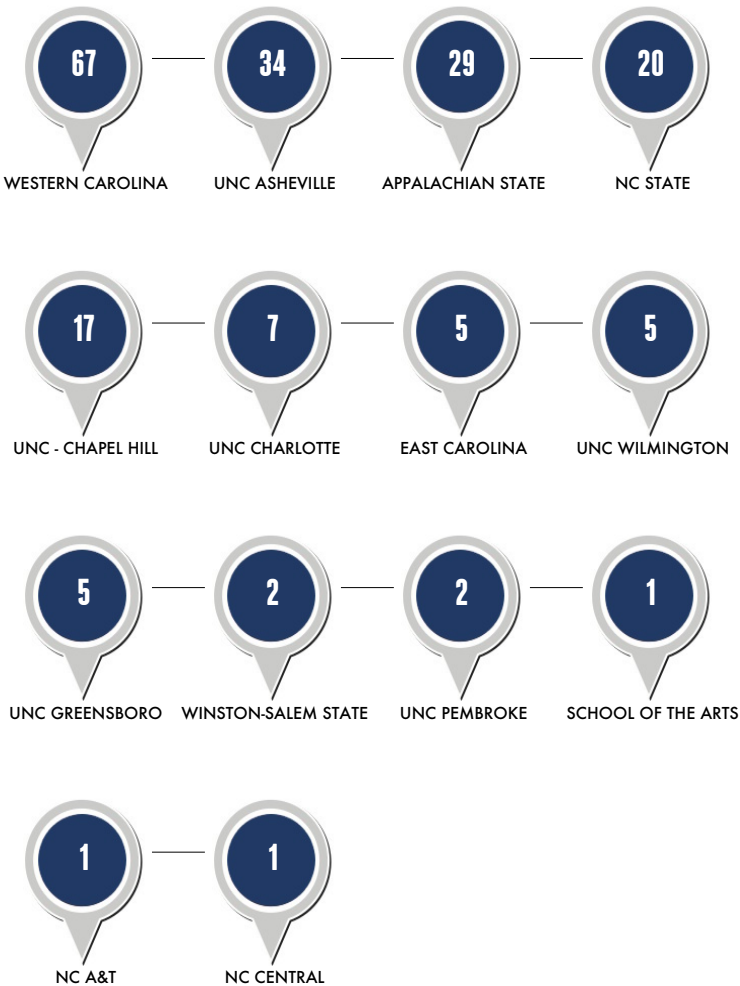 67
34
29
20
WESTERN CAROLINA
UNC ASHEVILLE
APPALACHIAN STATE
NC STATE
17
7
5
5
UNC - CHAPEL HILL
UNC CHARLOTTE
EAST CAROLINA
UNC WILMINGTON
5
2
2
1
UNC GREENSBORO
WINSTON-SALEM STATE
UNC PEMBROKE
SCHOOL OF THE ARTS
1
1
NC A&T
NC CENTRAL